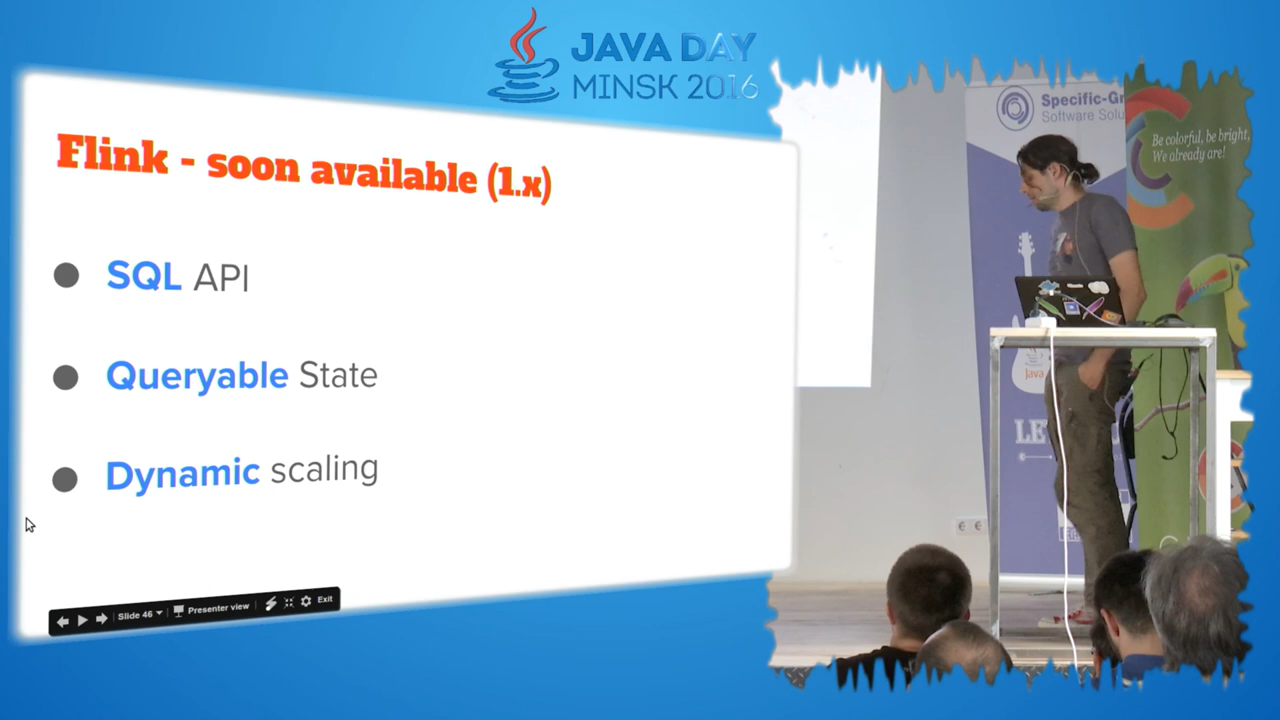 JAVA DAY
MINSK 2016
Flink - soon available (1.x)
SQL API
Queryable State
Dynamic scaling
Slide 46
Presenter view
Exit
Specific-Gr
Software Solu
Be colorful, be bright,
We already are!
Java
LE